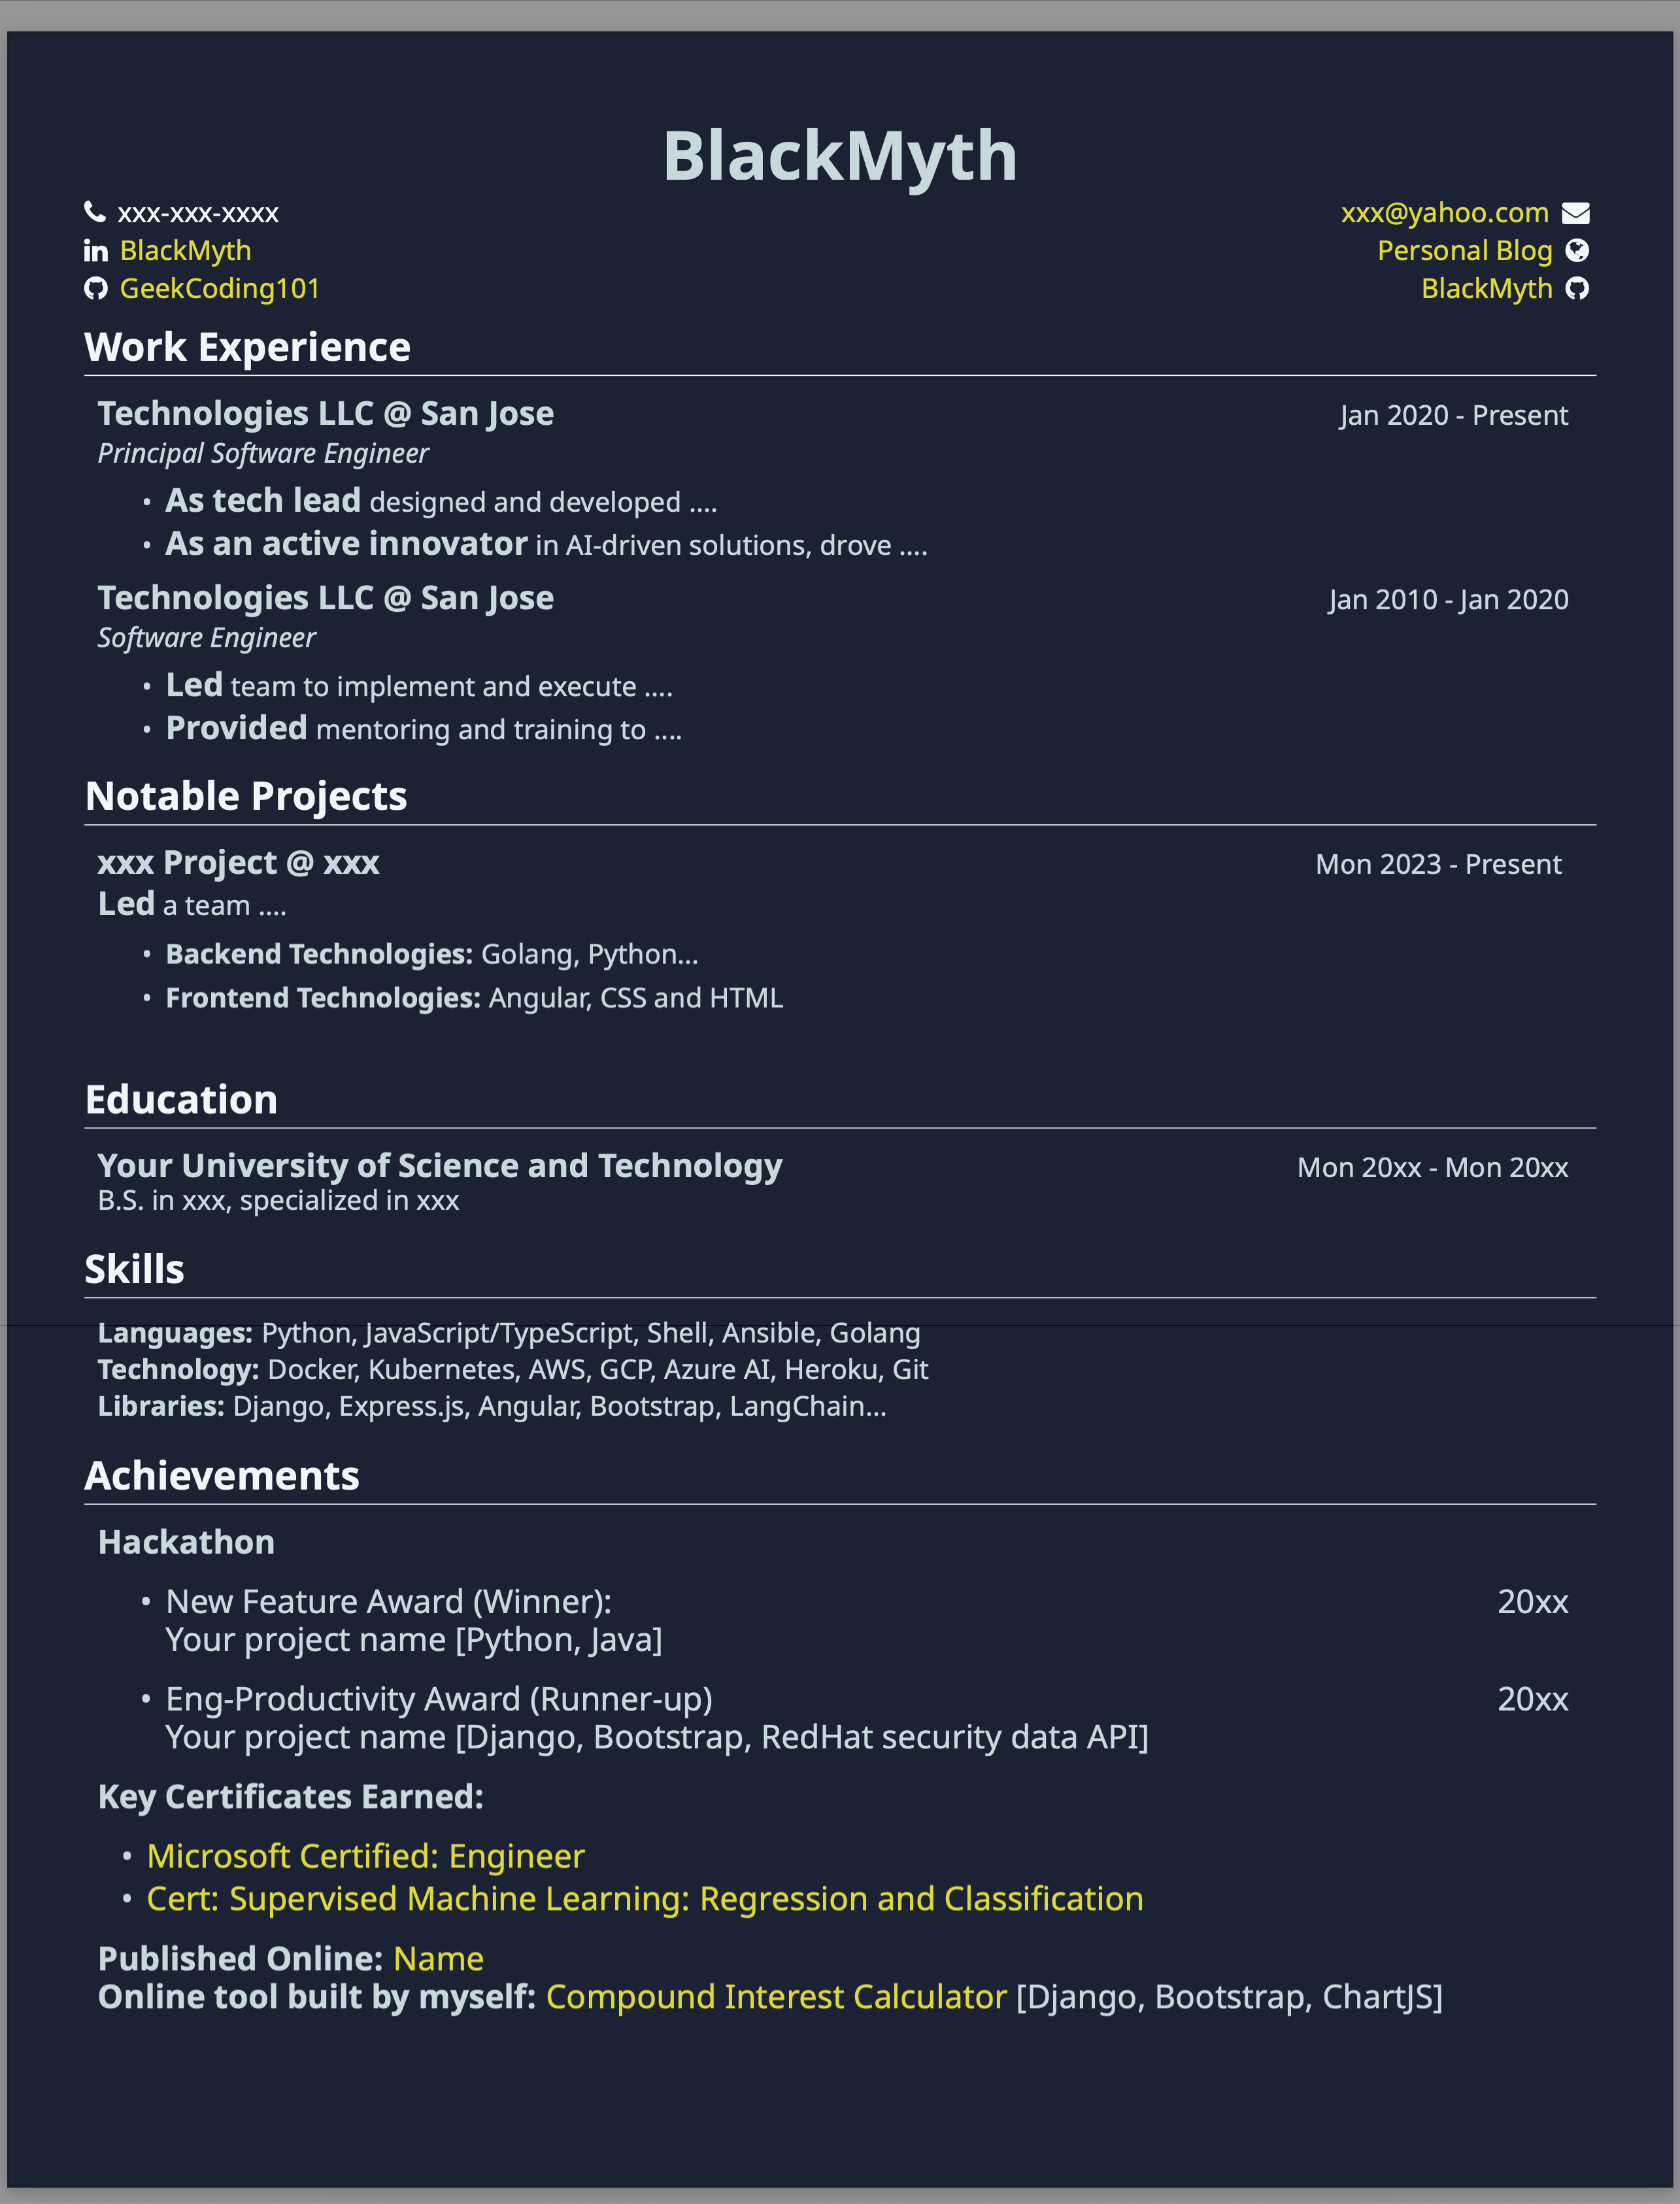 BlackMyth
xxx-xxx-xxxx xxx@yahoo.com
BlackMyth Personal Blog
GeekCoding101 BlackMyth
Work Experience
Technologies LLC @ San Jose Jan 2020 - Present
Principal Software Engineer
• As tech lead designed and developed ....
• As an active innovator in AI-driven solutions, drove ....
Technologies LLC @ San Jose Jan 2010 - Jan 2020
Software Engineer
• Led team to implement and execute ....
• Provided mentoring and training to ....
Notable Projects
xxx Project @ xxx Mon 2023 - Present
Led a team ....
• Backend Technologies: Golang, Python...
• Frontend Technologies: Angular, CSS and HTML
Education
Your University of Science and Technology Mon 20xx - Mon 20xx
B.S. in xxx, specialized in xxx
Skills
Languages: Python, JavaScript/TypeScript, Shell, Ansible, Golang
Technology: Docker, Kubernetes, AWS, GCP, Azure AI, Heroku, Git
Libraries: Django, Express.js, Angular, Bootstrap, LangChain...
Achievements
Hackathon
• New Feature Award (Winner): 20xx
Your project name [Python, Java]
• Eng-Productivity Award (Runner-up) 20xx
Your project name [Django, Bootstrap, RedHat security data API]
Key Certificates Earned:
• Microsoft Certified: Engineer
• Cert: Supervised Machine Learning: Regression and Classification
Published Online: Name
Online tool built by myself: Compound Interest Calculator [Django, Bootstrap, ChartJS]